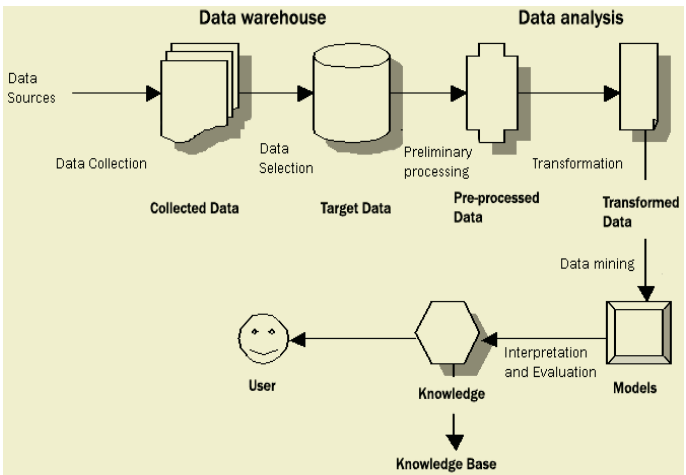 Data warehouse
Data analysis
Data
Sources
Data Collection
Data
Selection
Preliminary
processing
Transformation
Collected Data
Target Data
Pre-processed
Data
Transformed
Data
Data mining
Interpretation
and Evaluation
User
Knowledge
Models
Knowledge Base